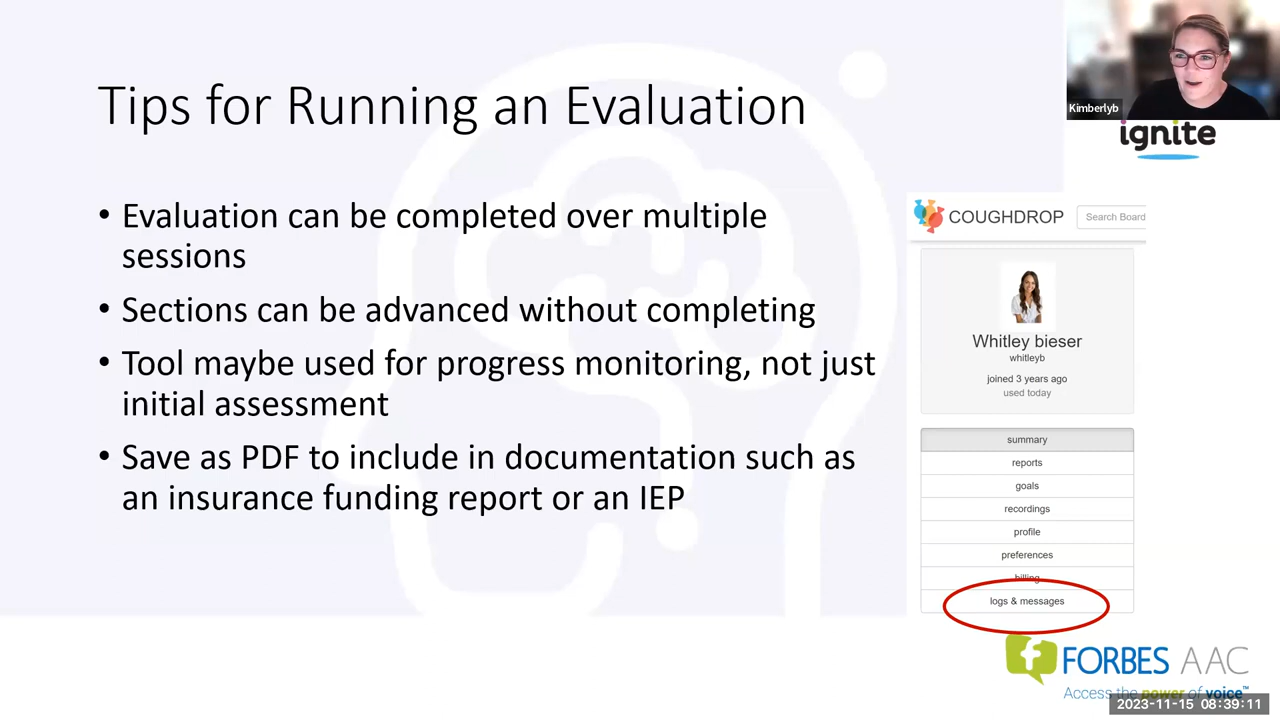 Tips for Running an Evaluation
Kimberlyb
ignite
• Evaluation can be completed over multiple
sessions
• Sections can be advanced without completing
• Tool maybe used for progress monitoring, not just
initial assessment
• Save as PDF to include in documentation such as
an insurance funding report or an IEP
COUGHDROP
Search Board
Whitley bieser
whitleyb
joined 3 years ago
used today
summary
reports
goals
recordings
profile
preferences
billing
logs & messages
f FORBES AAC
Access the power of voice™
2023-11-15 08:39:11